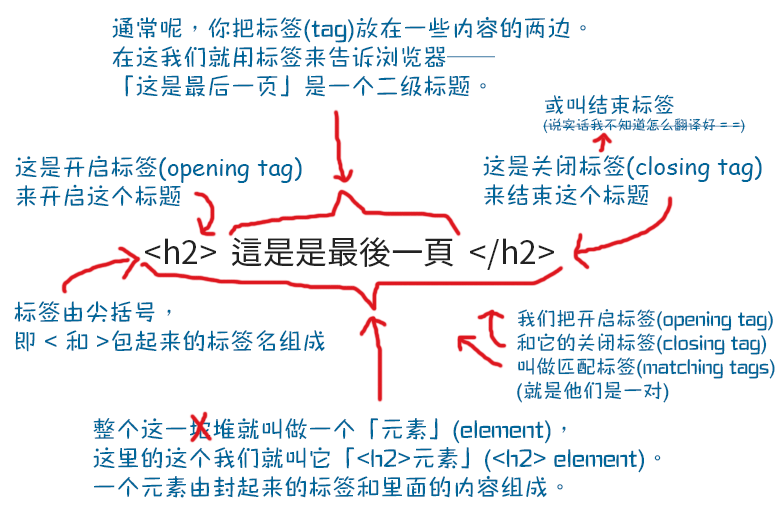 通常呢，你把标签(tag)放在一些内容的两边。
在这我们就用标签来告诉浏览器——
「这是最后一页」是一个二级标题。
或叫结束标签
(说实话我不知道怎么翻译好 = =)
这是开启标签(opening tag)
来开启这个标题
这是关闭标签(closing tag)
来结束这个标题
<h2> 這是是最後一頁 </h2>
标签由尖括号，
即 < 和 >包起来的标签名组成
我们把开启标签(opening tag)
和它的关闭标签(closing tag)
叫做匹配标签(matching tags)
(就是他们是一对)
整个这一堆就叫做一个「元素」(element)，
这里的这个我们就叫它「<h2>元素」(<h2> element)。
一个元素由封起来的标签和里面的内容组成。